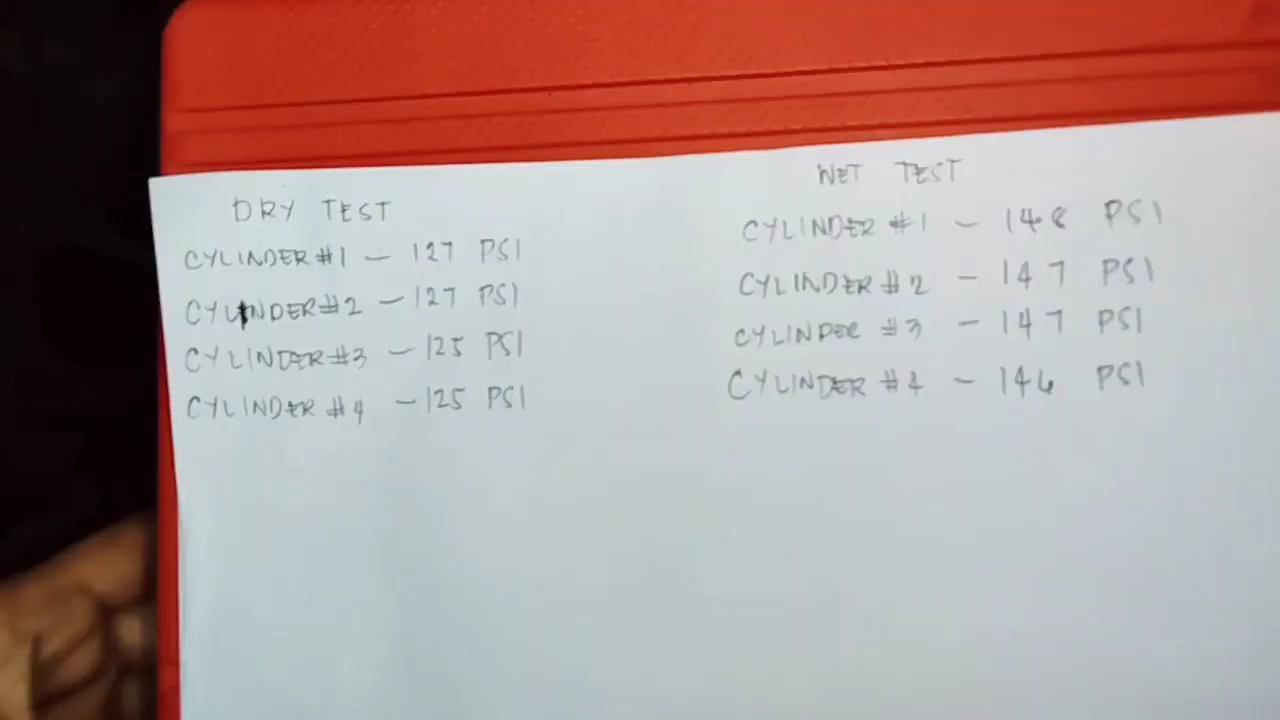 DRY TEST
CYLINDER #1 — 127 PSI
CYLINDER #2 — 127 PSI
CYLINDER #3 — 125 PSI
CYLINDER #4 — 125 PSI
WET TEST
CYLINDER #1 — 148 PSI
CYLINDER #2 — 147 PSI
CYLINDER #3 — 147 PSI
CYLINDER #4 — 146 PSI